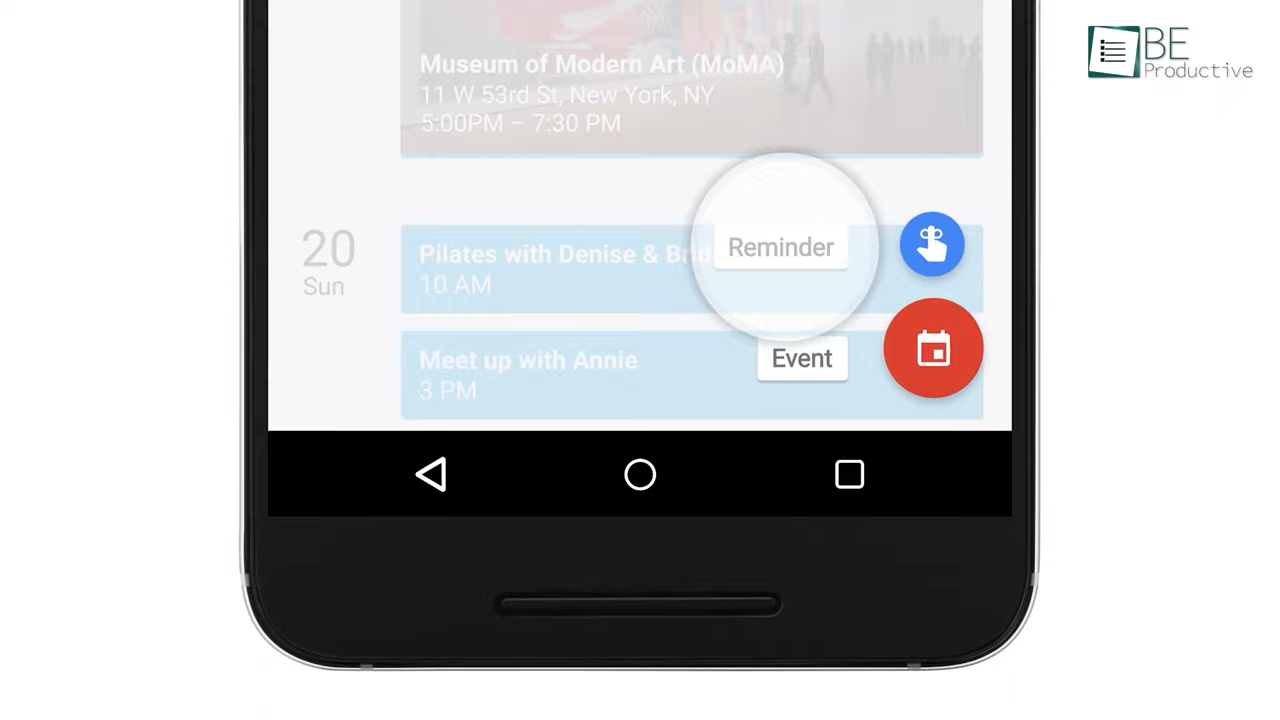 BE
Productive
Museum of Modern Art (MoMA)
11 W 53rd St, New York, NY
5:00PM – 7:30 PM
20
Sun
Pilates with Denise & Brid
10 AM
Reminder
Meet up with Annie
3 PM
Event